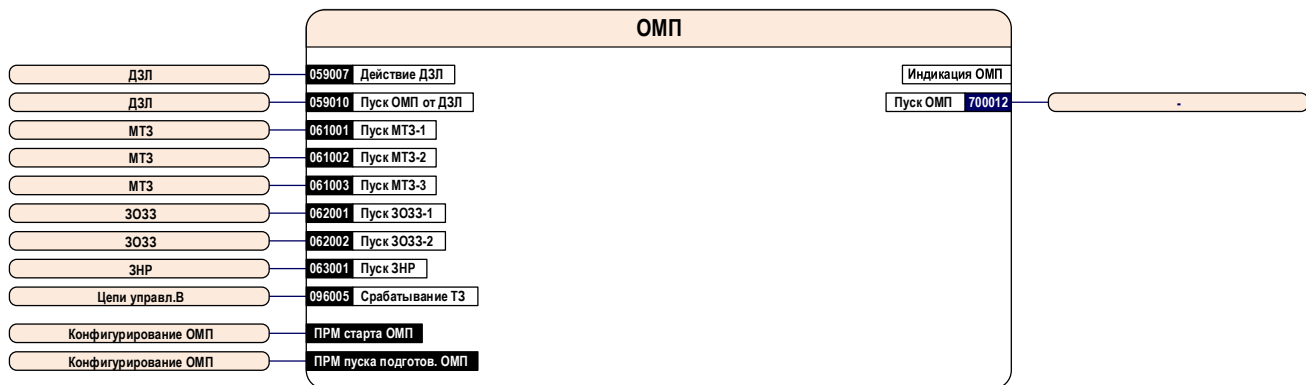 ОМП
ДЗЛ 059007 Действие ДЗЛ Индикация ОМП
ДЗЛ 059010 Пуск ОМП от ДЗЛ Пуск ОМП 700012 -
МТЗ 061001 Пуск МТЗ-1
МТЗ 061002 Пуск МТЗ-2
МТЗ 061003 Пуск МТЗ-3
ЗОЗЗ 062001 Пуск ЗОЗЗ-1
ЗОЗЗ 062002 Пуск ЗОЗЗ-2
ЗНР 063001 Пуск ЗНР
Цепи управл.В 096005 Срабатывание ТЗ
Конфигурирование ОМП ПРМ старта ОМП
Конфигурирование ОМП ПРМ пуска подготов. ОМП